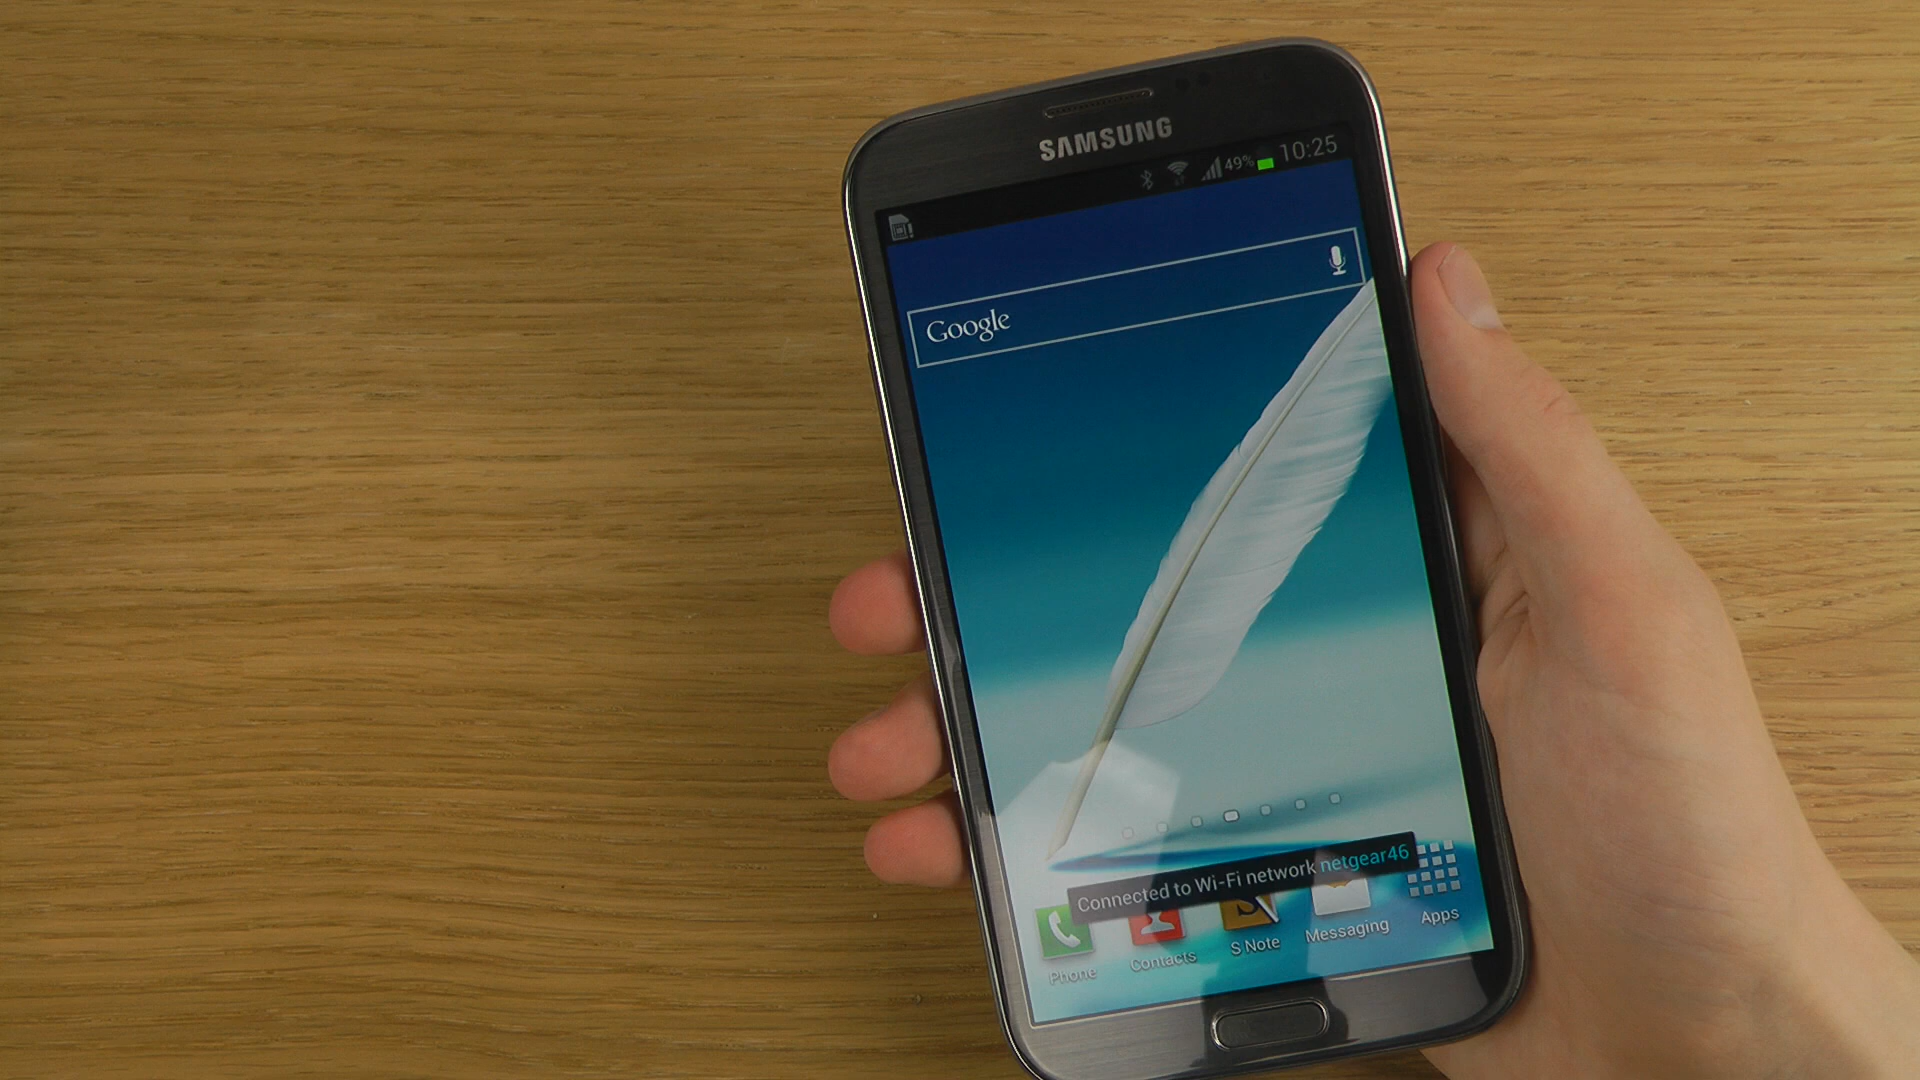 SAMSUNG
49% 10:25
Google
Connected to Wi-Fi network netgear46
Phone
Contacts
S Note
Messaging
Apps